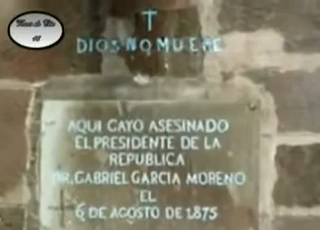 DIOS NO MUERE
AQUI CAYO ASESINADO
EL PRESIDENTE DE LA
REPUBLICA
DR. GABRIEL GARCIA MORENO
EL
6 DE AGOSTO DE 1875